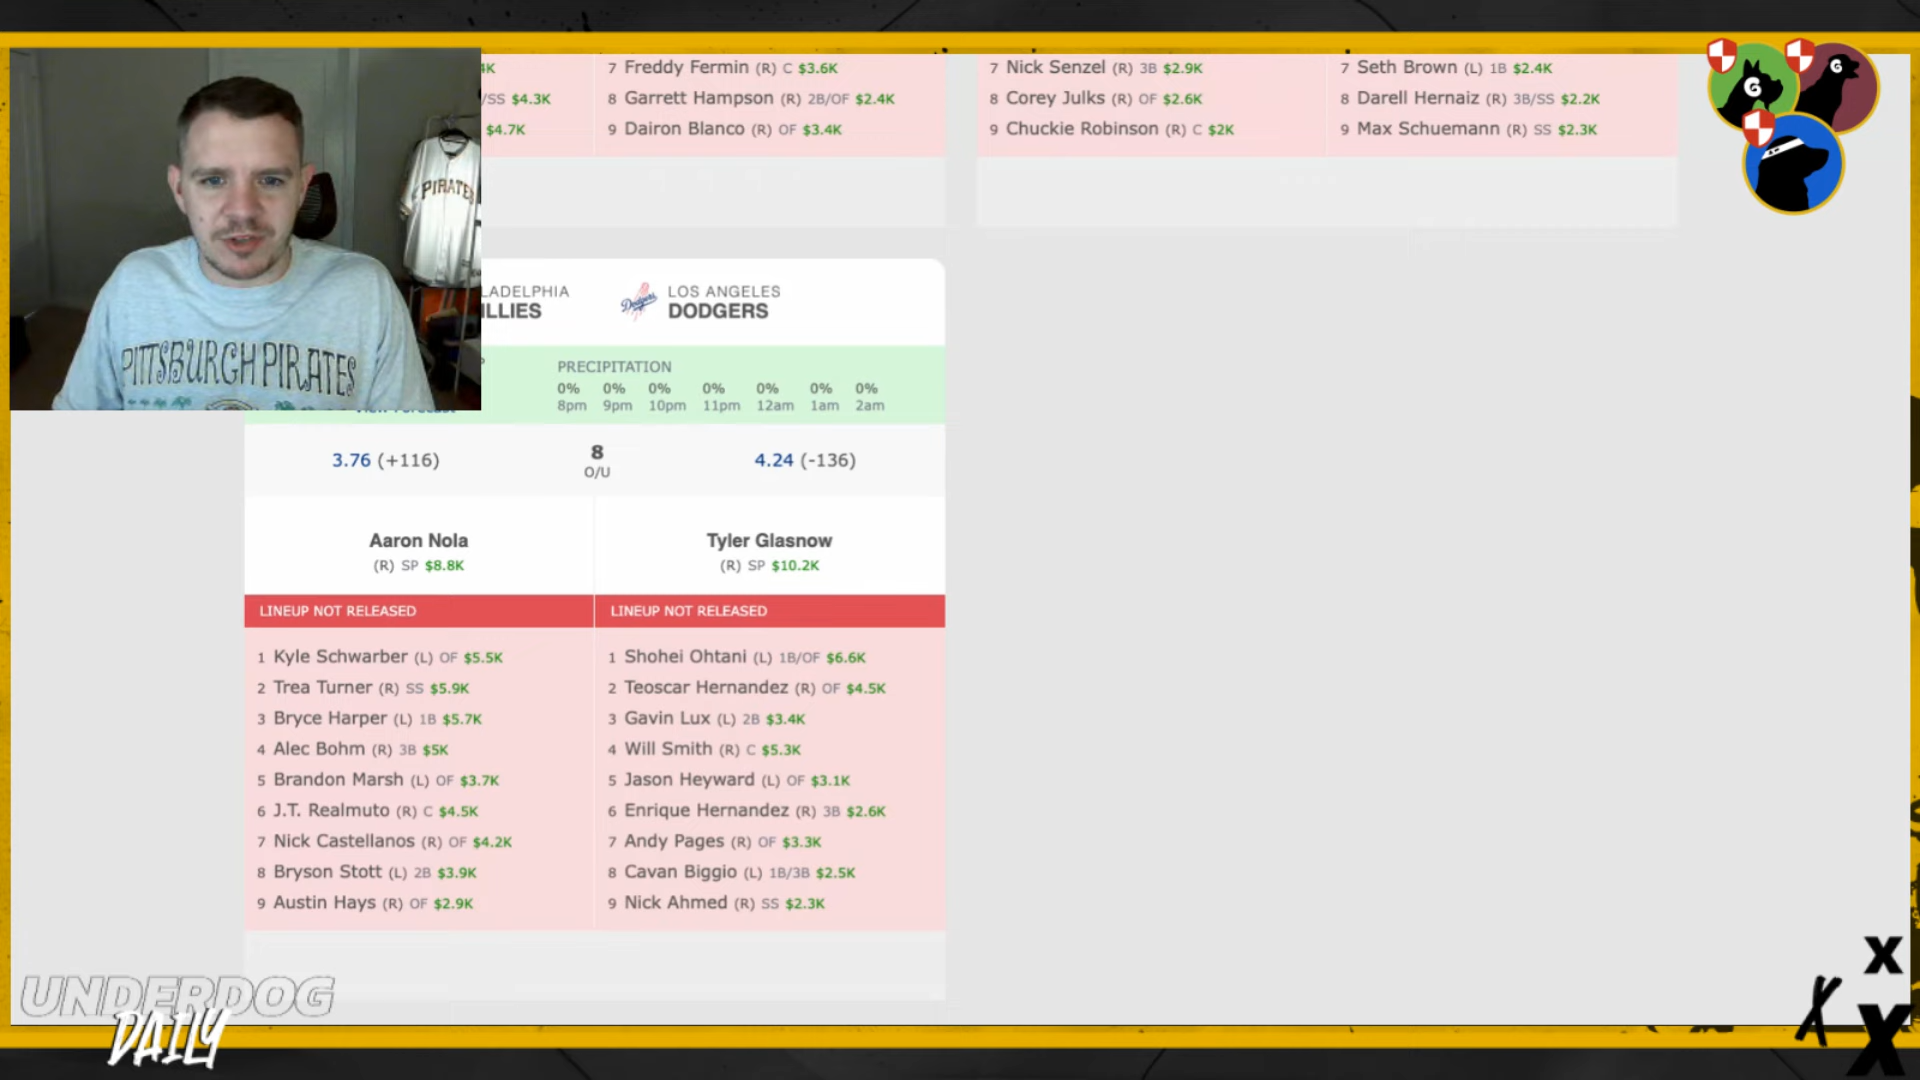 4K
/SS $4.3K
$4.7K
7 Freddy Fermin (R) C $3.6K
8 Garrett Hampson (R) 2B/OF $2.4K
9 Dairon Blanco (R) OF $3.4K
7 Nick Senzel (R) 3B $2.9K
8 Corey Julks (R) OF $2.6K
9 Chuckie Robinson (R) C $2K
7 Seth Brown (L) 1B $2.4K
8 Darell Hernaiz (R) 3B/SS $2.2K
9 Max Schuemann (R) SS $2.3K
G
G
PIRATE
PITTSBURGH PIRATES
LADELPHIA
ILLIES
Dodgers
LOS ANGELES
DODGERS
PRECIPITATION
0% 0% 0% 0% 0% 0% 0%
8pm 9pm 10pm 11pm 12am 1am 2am
3.76 (+116)
8
O/U
4.24 (-136)
Aaron Nola
(R) SP $8.8K
Tyler Glasnow
(R) SP $10.2K
LINEUP NOT RELEASED
LINEUP NOT RELEASED
1 Kyle Schwarber (L) OF $5.5K
2 Trea Turner (R) SS $5.9K
3 Bryce Harper (L) 1B $5.7K
4 Alec Bohm (R) 3B $5K
5 Brandon Marsh (L) OF $3.7K
6 J.T. Realmuto (R) C $4.5K
7 Nick Castellanos (R) OF $4.2K
8 Bryson Stott (L) 2B $3.9K
9 Austin Hays (R) OF $2.9K
1 Shohei Ohtani (L) 1B/OF $6.6K
2 Teoscar Hernandez (R) OF $4.5K
3 Gavin Lux (L) 2B $3.4K
4 Will Smith (R) C $5.3K
5 Jason Heyward (L) OF $3.1K
6 Enrique Hernandez (R) 3B $2.6K
7 Andy Pages (R) OF $3.3K
8 Cavan Biggio (L) 1B/3B $2.5K
9 Nick Ahmed (R) SS $2.3K
UNDERDOG
DAILY
X
X
X